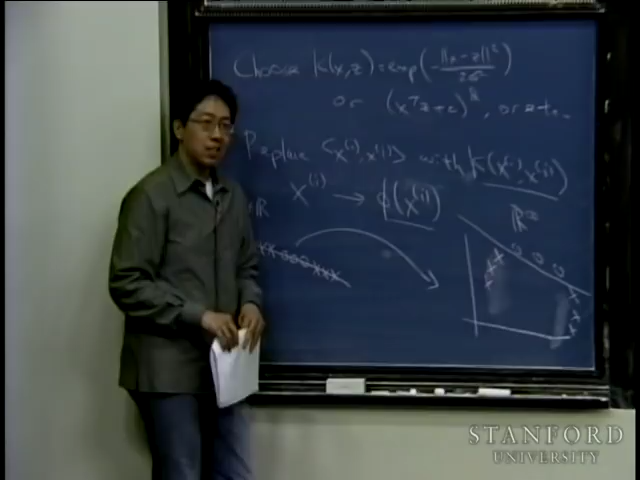 Choose K(x,z) = exp(-||x-z||²/2σ²)
or (xᵀz+c)ᵏ, or etc.
Replace <x⁽ⁱ⁾, x⁽ʲ⁾> with K(x⁽ⁱ⁾, x⁽ʲ⁾)
x⁽ⁱ⁾ → ϕ(x⁽ⁱ⁾)
ℝ ℝ∞
STANFORD
UNIVERSITY